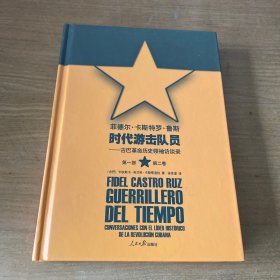 菲德尔·卡斯特罗·鲁斯
时代游击队员
——古巴革命历史领袖访谈录
第一部 第二卷
FIDEL CASTRO RUZ
GUERRILLERO
DEL TIEMPO
CONVERSACIONES CON EL LÍDER HISTÓRICO
DE LA REVOLUCIÓN CUBANA
人民日报出版社